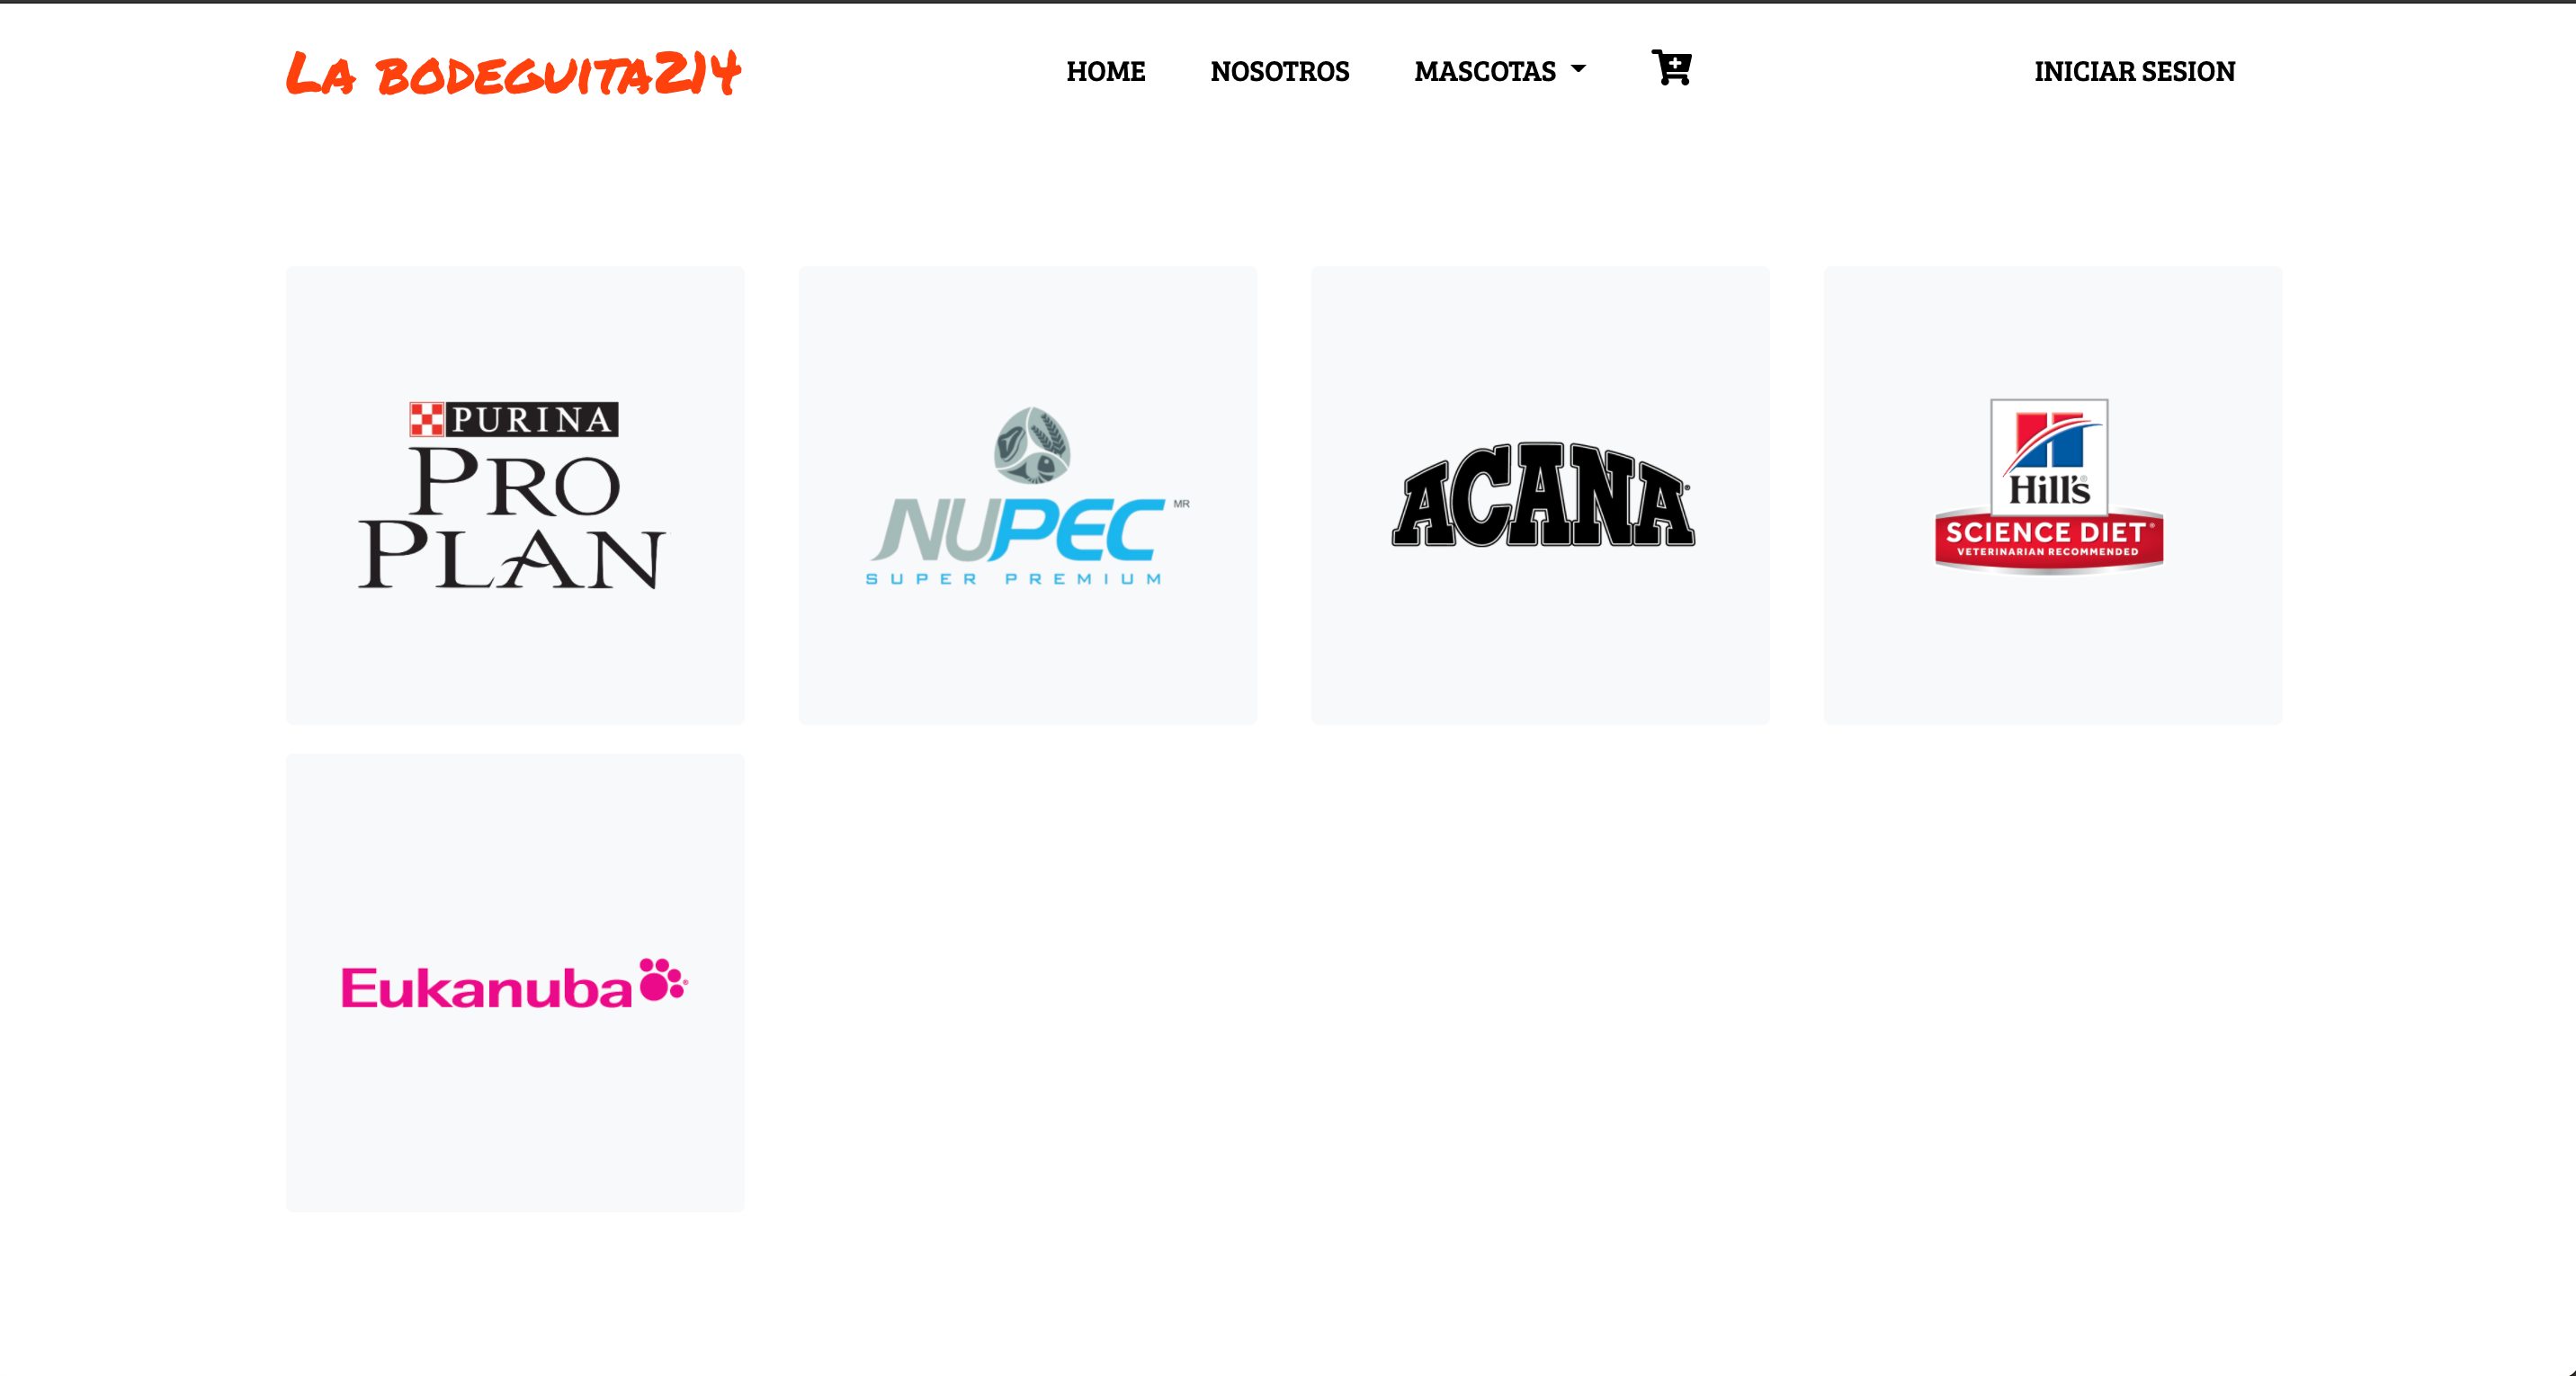 La bodeguita214
HOME
NOSOTROS
MASCOTAS
INICIAR SESION
PURINA
PRO
PLAN
NUPEC MR
SUPER PREMIUM
ACANA
Hill's
SCIENCE DIET
VETERINARIAN RECOMMENDED
Eukanuba